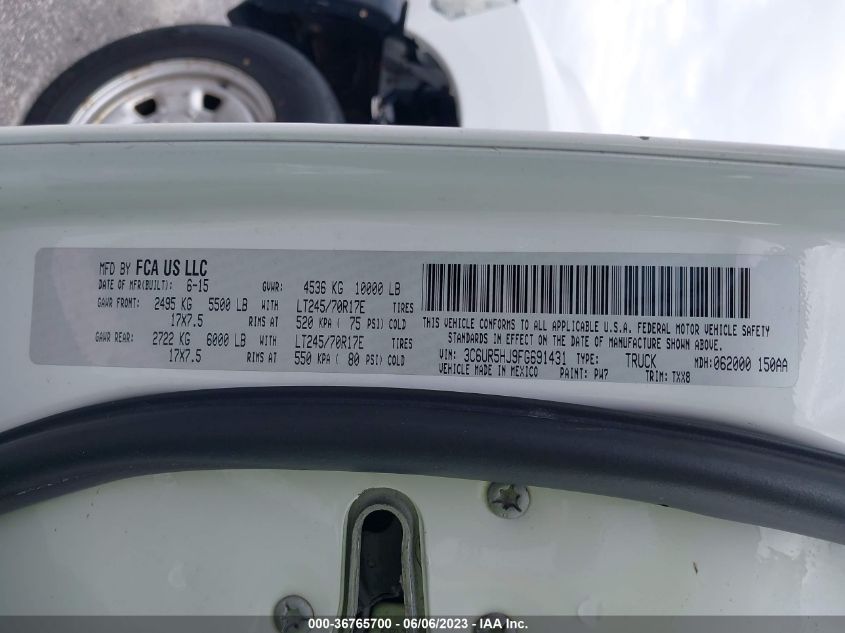 MFD BY FCA US LLC
DATE OF MFR(BUILT): 6-15 GVWR: 4536 KG 10000 LB
GAWR FRONT: 2495 KG 5500 LB WITH LT245/70R17E TIRES
17X7.5 RIMS AT 520 KPA ( 75 PSI) COLD
GAWR REAR: 2722 KG 6000 LB WITH LT245/70R17E TIRES
17X7.5 RIMS AT 550 KPA ( 80 PSI) COLD
THIS VEHICLE CONFORMS TO ALL APPLICABLE U.S.A. FEDERAL MOTOR VEHICLE SAFETY
STANDARDS IN EFFECT ON THE DATE OF MANUFACTURE SHOWN ABOVE.
VIN: 3C6UR5HJ9FG691431 TYPE: TRUCK MDH: 062000 150AA
VEHICLE MADE IN MEXICO PAINT: PW7 TRIM: TXX8
000-36765700 - 06/06/2023 - IAA Inc.